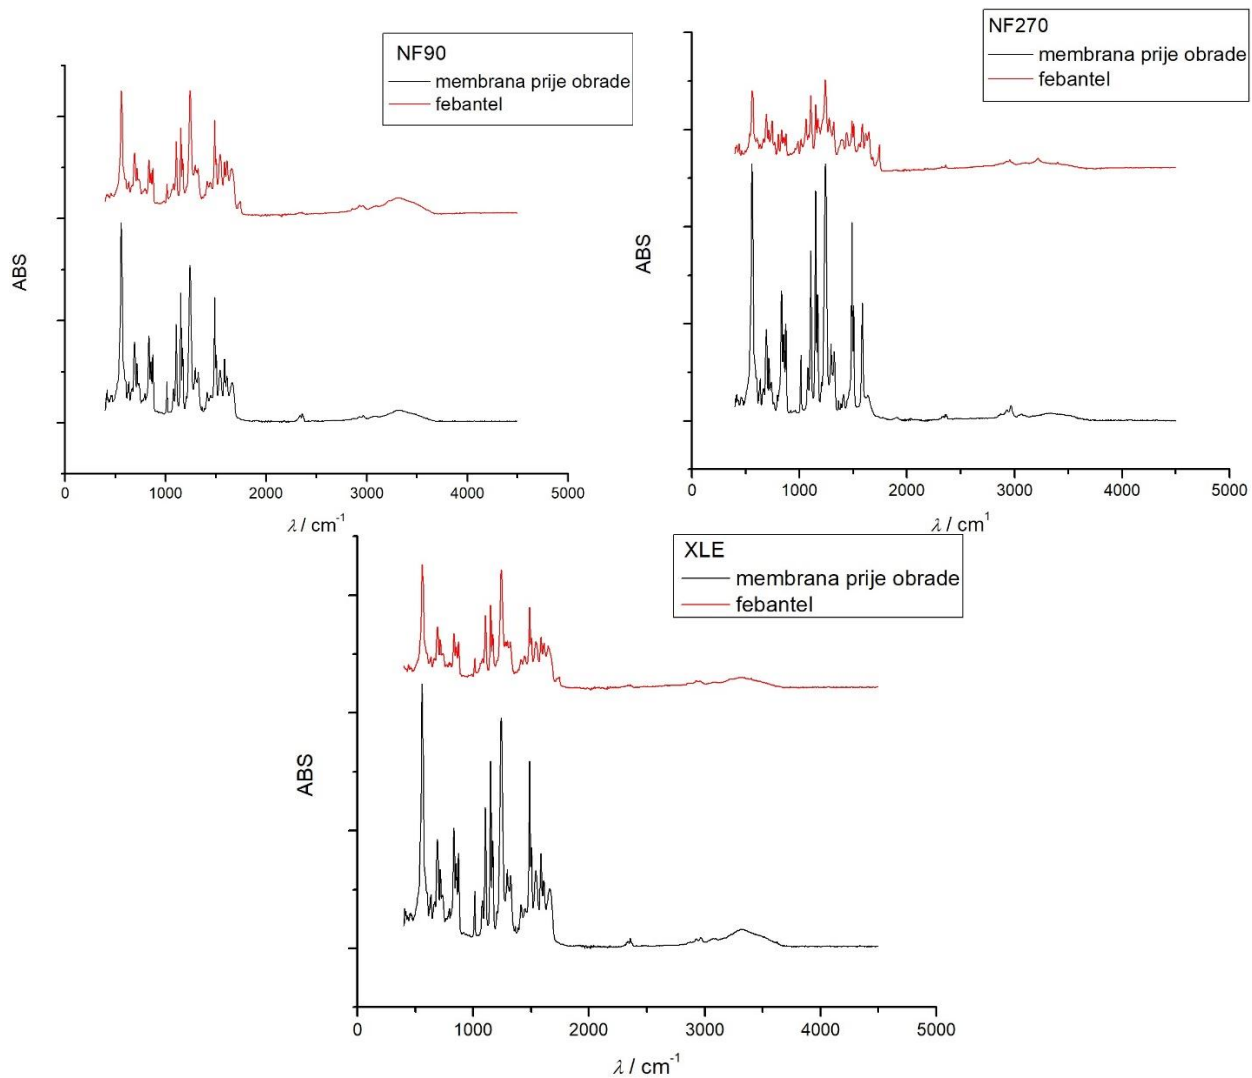 NF90
membrana prije obrade
febantel
ABS
0 1000 2000 3000 4000 5000
λ / cm-1
NF270
membrana prije obrade
febantel
ABS
0 1000 2000 3000 4000 5000
λ / cm1
XLE
membrana prije obrade
febantel
ABS
0 1000 2000 3000 4000 5000
λ / cm-1